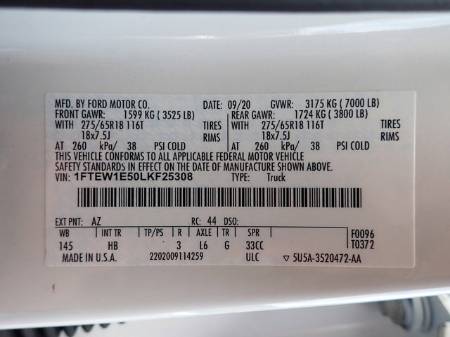 MFD. BY FORD MOTOR CO. 09/20 GVWR: 3175 KG ( 7000 LB)
FRONT GAWR: 1599 KG ( 3525 LB) REAR GAWR: 1724 KG ( 3800 LB)
WITH 275/65R18 116T TIRES WITH 275/65R18 116T TIRES
18x7.5J RIMS 18x7.5J RIMS
AT 260 kPa/ 38 PSI COLD AT 260 kPa/ 38 PSI COLD
THIS VEHICLE CONFORMS TO ALL APPLICABLE FEDERAL MOTOR VEHICLE
SAFETY STANDARDS IN EFFECT ON THE DATE OF MANUFACTURE SHOWN ABOVE.
VIN: 1FTEW1E50LKF25308 Truck
EXT PNT: AZ RC: 44 DSO:
WB INT TR TP/PS R AXLE TR SPR F0096
145 HB 3 L6 G 33CC T0372
MADE IN U.S.A. 2202009114259 ULC ▽ 5U5A-3520472-AA